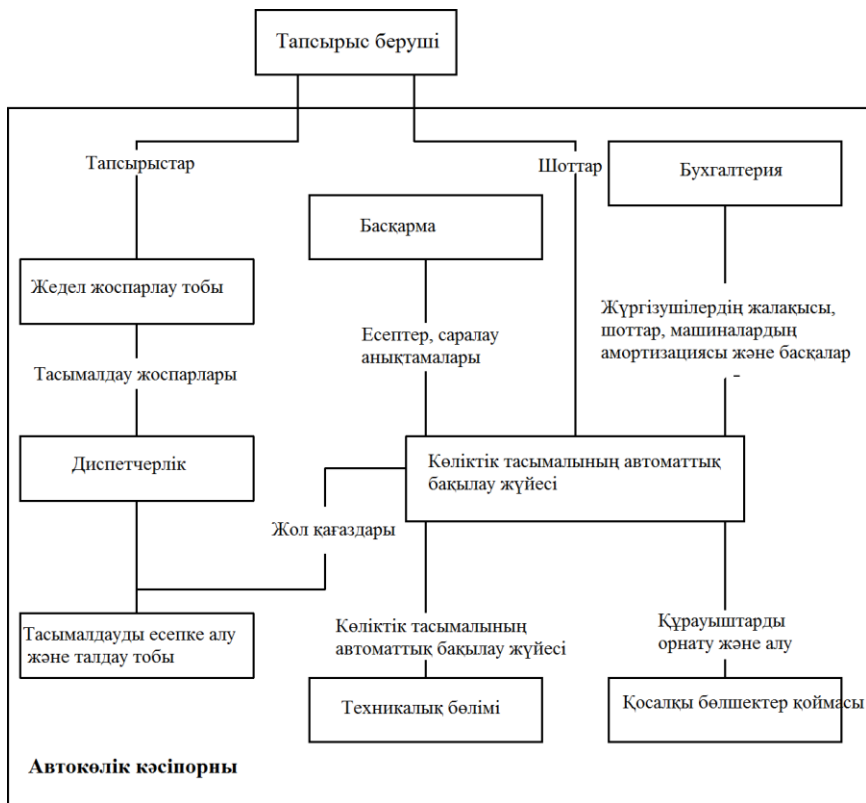 Тапсырыс беруші
Тапсырыстар
Шоттар
Бухгалтерия
Басқарма
Жедел жоспарлау тобы
Жүргізушілердің жалақысы,
шоттар, машиналардың
амортизациясы және басқалар
-
Есептер, саралау
анықтамалары
Тасымалдау жоспарлары
Диспетчерлік
Көліктік тасымалының автоматтық
бақылау жүйесі
Жол қағаздары
Тасымалдауды есепке алу
және талдау тобы
Көліктік тасымалының
автоматтық бақылау жүйесі
Құрауыштарды
орнату және алу
Техникалық бөлімі
Қосалқы бөлшектер қоймасы
Автокөлік кәсіпорны